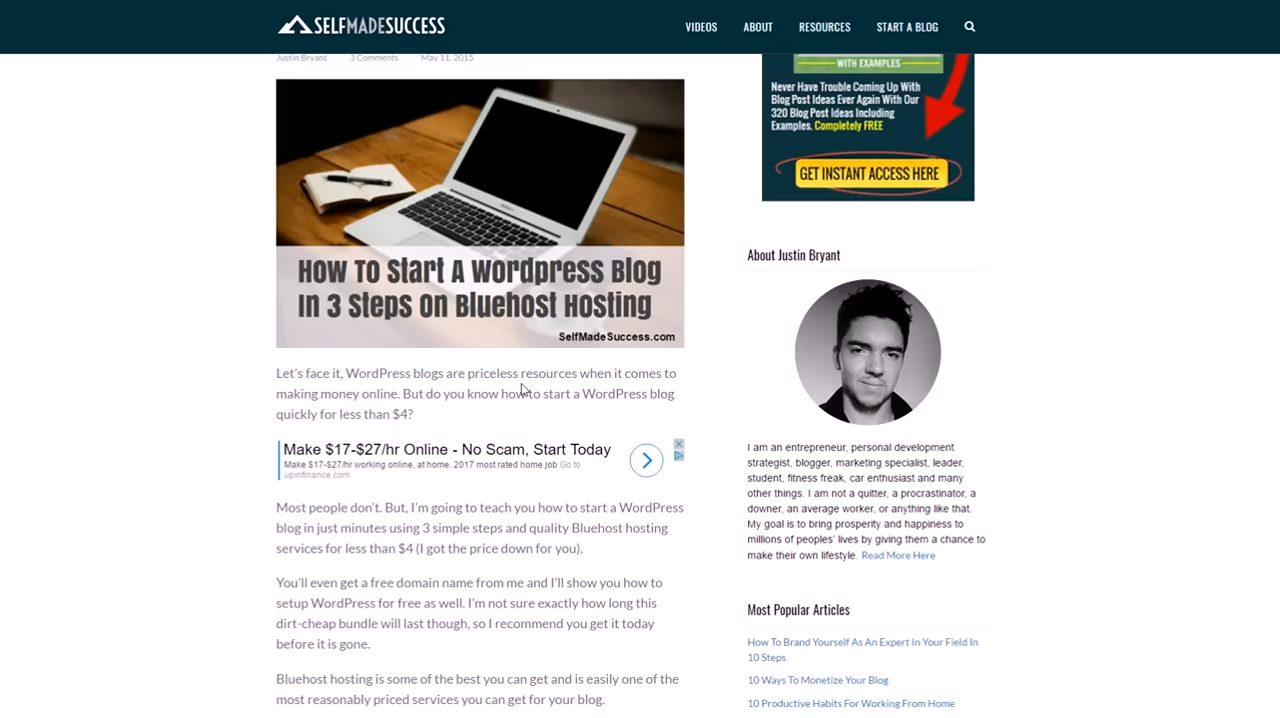 SELFMADESUCCESS
VIDEOS
ABOUT
RESOURCES
START A BLOG
Justin Bryant
3 Comments
May 11, 2015
How To Start A Wordpress Blog
In 3 Steps On Bluehost Hosting
SelfMadeSuccess.com
Let's face it, WordPress blogs are priceless resources when it comes to
making money online. But do you know how to start a WordPress blog
quickly for less than $4?
Make $17-$27/hr Online - No Scam, Start Today
Make $17-$27/hr working online, at home. 2017 most rated home job Go to
upinfinance.com
Most people don't. But, I'm going to teach you how to start a WordPress
blog in just minutes using 3 simple steps and quality Bluehost hosting
services for less than $4 (I got the price down for you).
You'll even get a free domain name from me and I'll show you how to
setup WordPress for free as well. I'm not sure exactly how long this
dirt-cheap bundle will last though, so I recommend you get it today
before it is gone.
Bluehost hosting is some of the best you can get and is easily one of the
most reasonably priced services you can get for your blog.
WITH EXAMPLES
Never Have Trouble Coming Up With
Blog Post Ideas Ever Again With Our
320 Blog Post Ideas Including
Examples. Completely FREE
GET INSTANT ACCESS HERE
About Justin Bryant
I am an entrepreneur, personal development
strategist, blogger, marketing specialist, leader,
student, fitness freak, car enthusiast and many
other things. I am not a quitter, a procrastinator, a
downer, an average worker, or anything like that.
My goal is to bring prosperity and happiness to
millions of peoples' lives by giving them a chance to
make their own lifestyle. Read More Here
Most Popular Articles
How To Brand Yourself As An Expert In Your Field In
10 Steps
10 Ways To Monetize Your Blog
10 Productive Habits For Working From Home